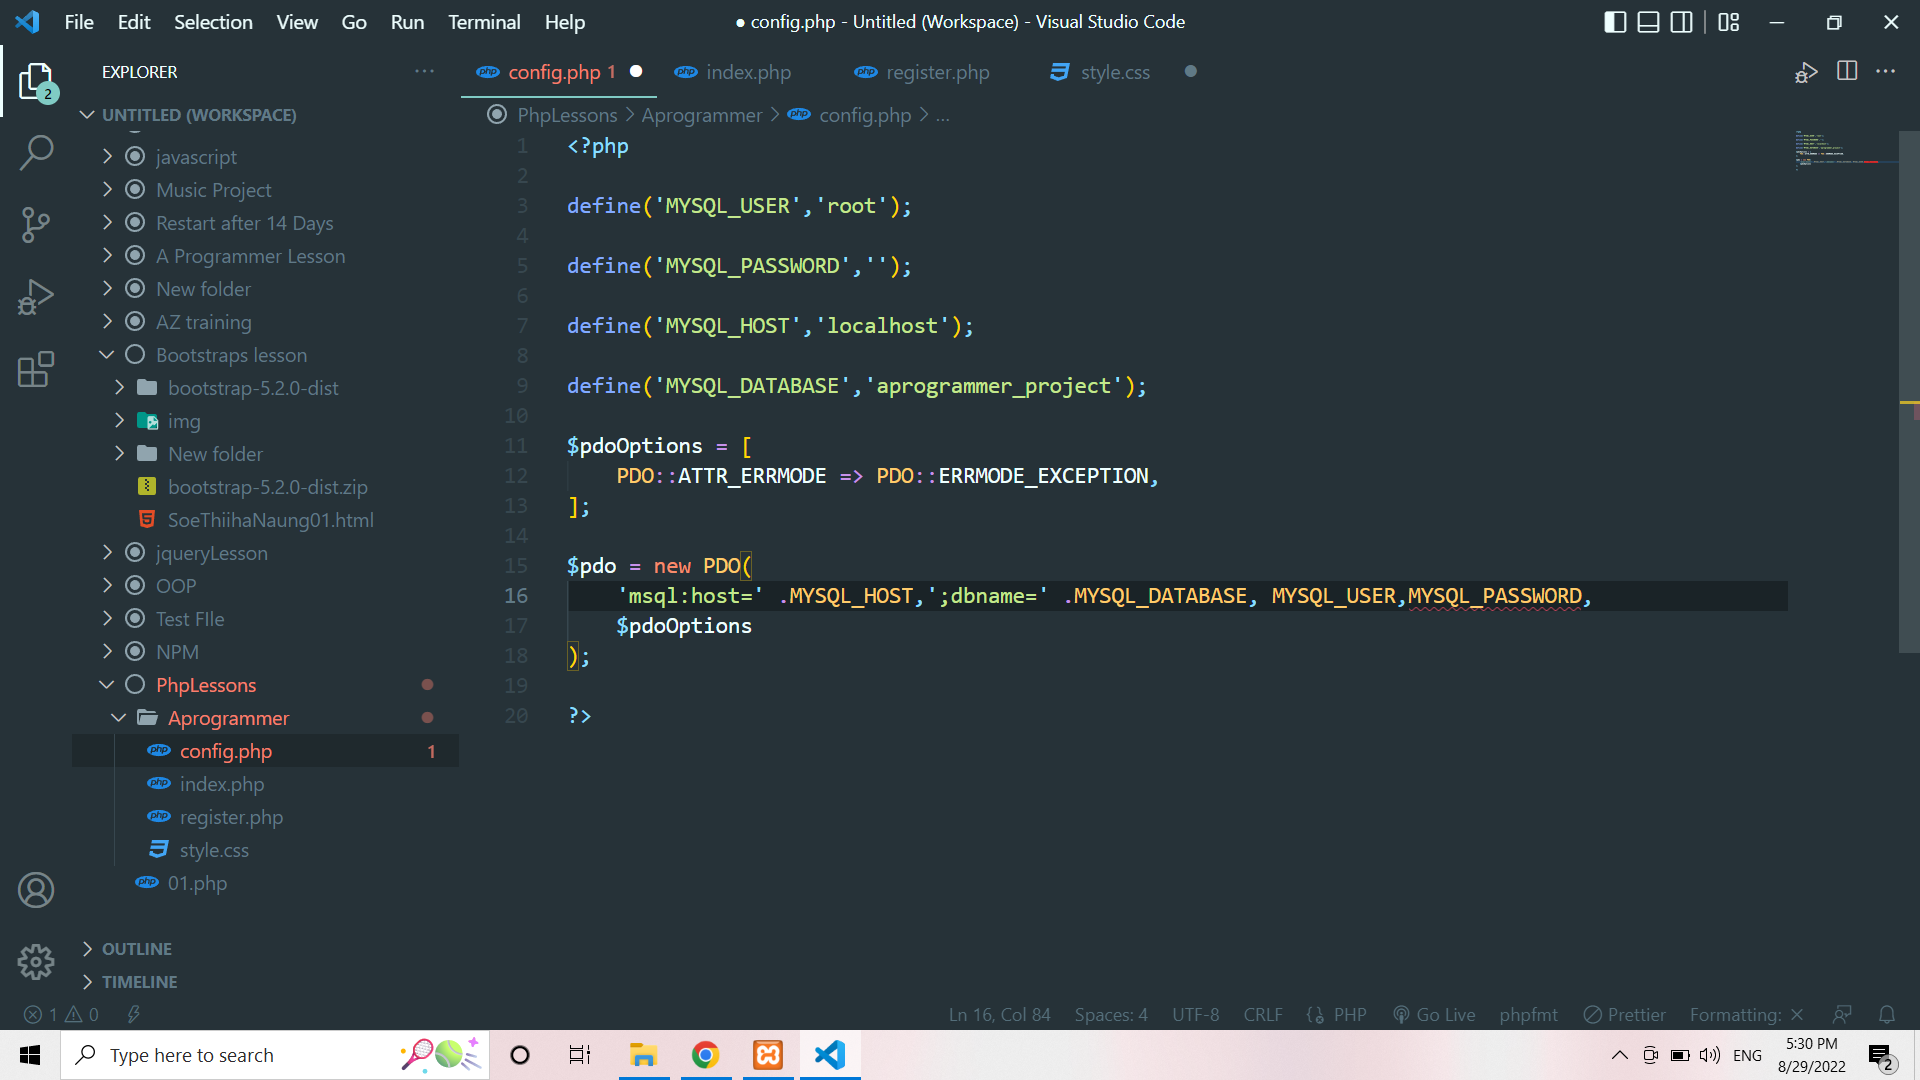 File Edit Selection View Go Run Terminal Help
● config.php - Untitled (Workspace) - Visual Studio Code
EXPLORER
UNTITLED (WORKSPACE)
javascript
Music Project
Restart after 14 Days
A Programmer Lesson
New folder
AZ training
Bootstraps lesson
bootstrap-5.2.0-dist
img
New folder
bootstrap-5.2.0-dist.zip
SoeThiihaNaung01.html
jqueryLesson
OOP
Test FIle
NPM
PhpLessons
Aprogrammer
config.php 1
index.php
register.php
style.css
01.php
OUTLINE
TIMELINE
2
config.php 1 index.php register.php style.css
PhpLessons > Aprogrammer > config.php > ...
1 <?php
2
3 define('MYSQL_USER','root');
4
5 define('MYSQL_PASSWORD','');
6
7 define('MYSQL_HOST','localhost');
8
9 define('MYSQL_DATABASE','aprogrammer_project');
10
11 $pdoOptions = [
12 PDO::ATTR_ERRMODE => PDO::ERRMODE_EXCEPTION,
13 ];
14
15 $pdo = new PDO(
16 'msql:host=' .MYSQL_HOST,';dbname=' .MYSQL_DATABASE, MYSQL_USER,MYSQL_PASSWORD,
17 $pdoOptions
18 );
19
20 ?>
1 0
Ln 16, Col 84 Spaces: 4 UTF-8 CRLF PHP Go Live phpfmt Prettier Formatting: ×
Type here to search
ENG
5:30 PM
8/29/2022
2